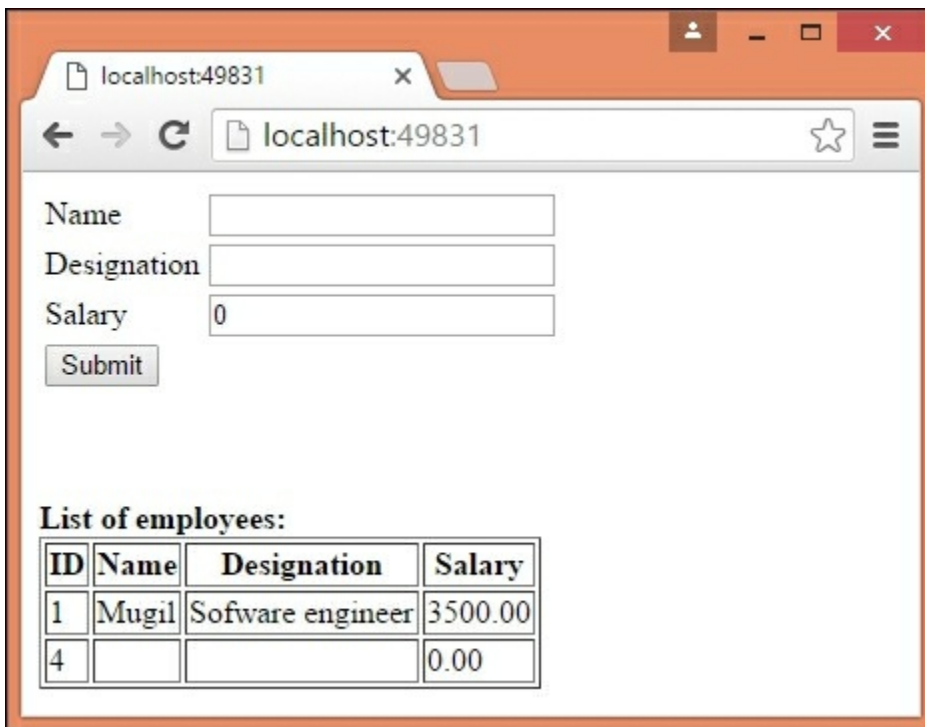 localhost:49831
localhost:49831
Name
Designation
Salary 0
Submit
List of employees:
ID Name Designation Salary
1 Mugil Sofware engineer 3500.00
4 0.00